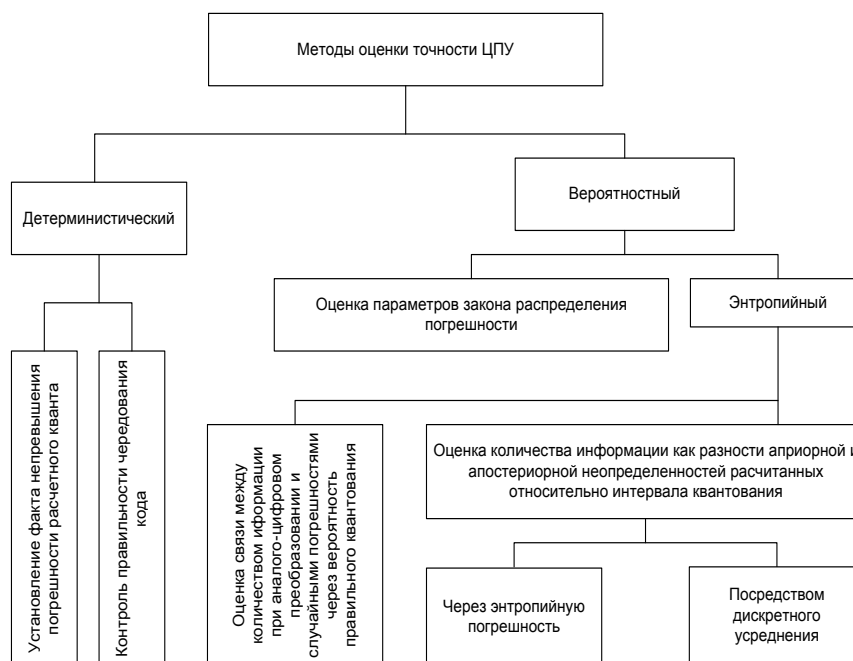 Методы оценки точности ЦПУ
Детерминистический
Вероятностный
Оценка параметров закона распределения
погрешности
Энтропийный
Установление факта непревышения
погрешности расчетного кванта
Контроль правильности чередования
кода
Оценка связи между
количеством иформации
при аналого-цифровом
преобразовании и
случайными погрешностями
через вероятность
правильного квантования
Оценка количества информации как разности априорной и
апостериорной неопределенностей расчитанных
относительно интервала квантования
Через энтропийную
погрешность
Посредством
дискретного
усреднения